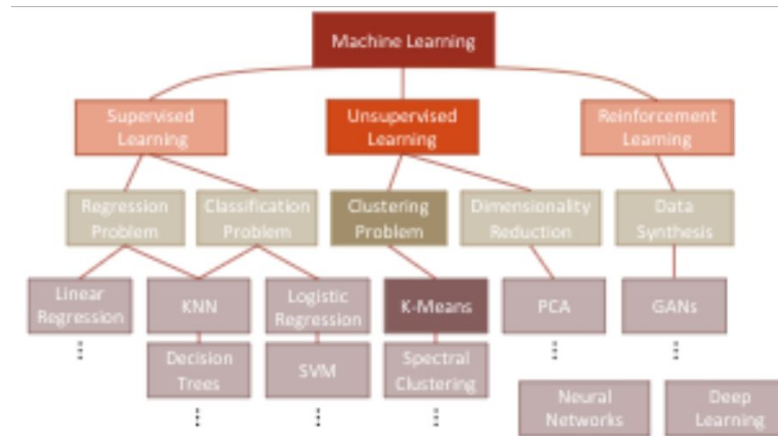 Machine Learning
Supervised
Learning
Unsupervised
Learning
Reinforcement
Learning
Regression
Problem
Classification
Problem
Clustering
Problem
Dimensionality
Reduction
Data
Synthesis
Linear
Regression
KNN
Logistic
Regression
K-Means
PCA
GANs
Decision
Trees
SVM
Spectral
Clustering
Neural
Networks
Deep
Learning